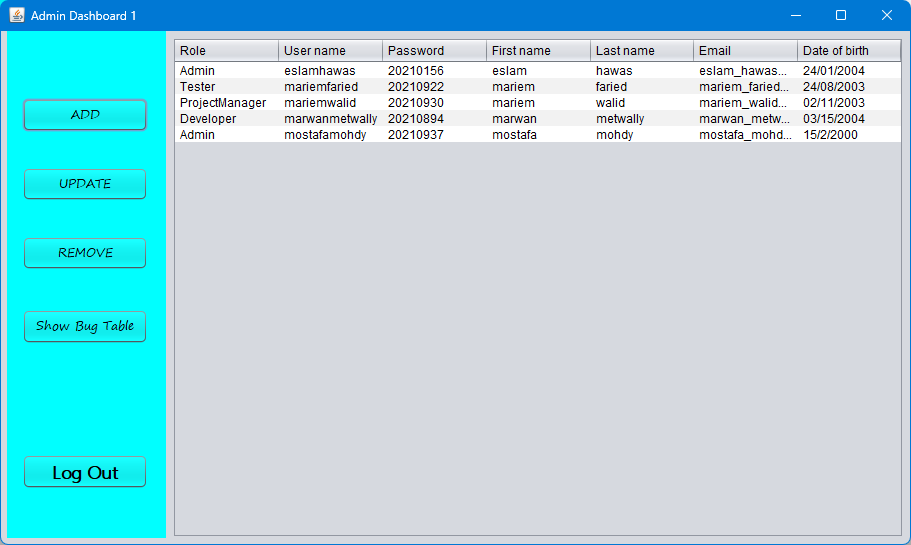 Admin Dashboard 1
ADD
UPDATE
REMOVE
Show Bug Table
Log Out
Role User name Password First name Last name Email Date of birth
Admin eslamhawas 20210156 eslam hawas eslam_hawas... 24/01/2004
Tester mariemfaried 20210922 mariem faried mariem_faried... 24/08/2003
ProjectManager mariemwalid 20210930 mariem walid mariem_walid... 02/11/2003
Developer marwanmetwally 20210894 marwan metwally marwan_metw... 03/15/2004
Admin mostafamohdy 20210937 mostafa mohdy mostafa_mohd... 15/2/2000